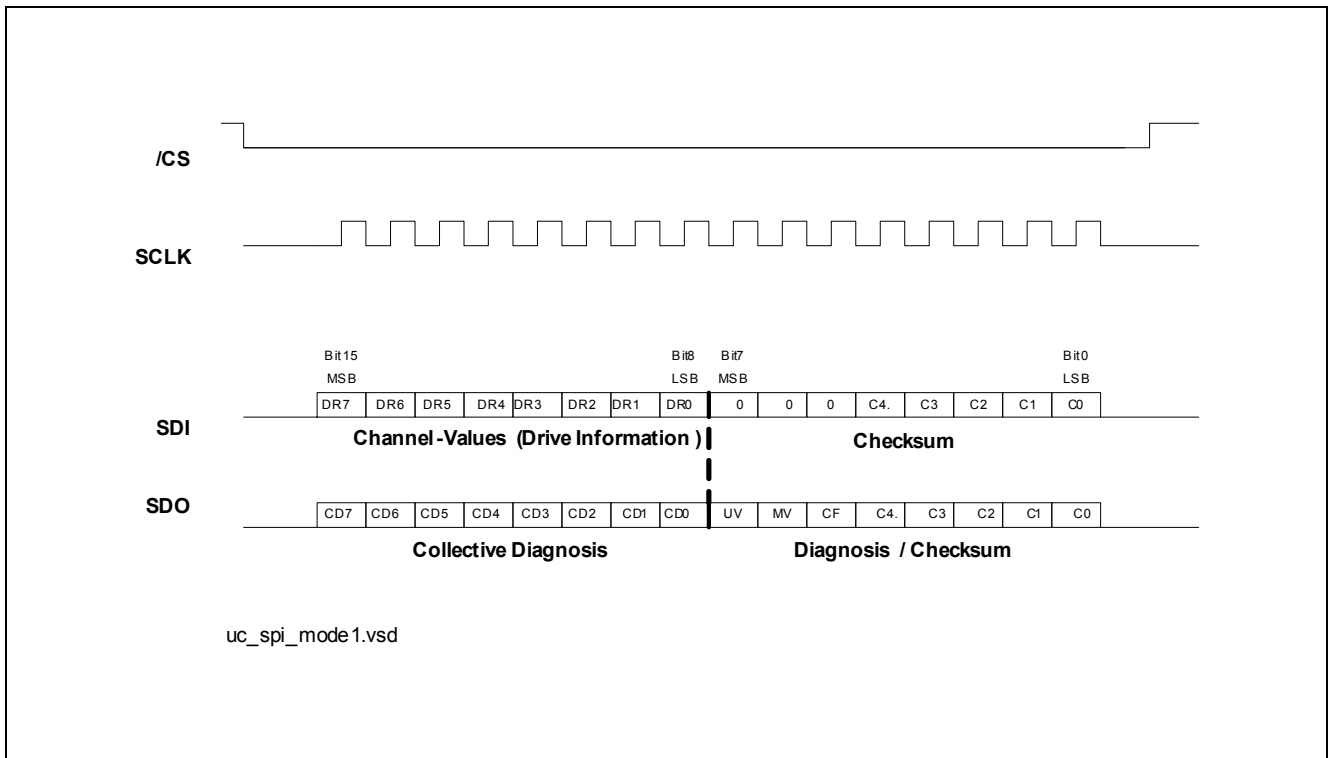 /CS
SCLK
Bit15 Bit8 Bit7 Bit0
MSB LSB MSB LSB
DR7 DR6 DR5 DR4 DR3 DR2 DR1 DR0 0 0 0 C4. C3 C2 C1 C0
SDI
Channel-Values (Drive Information ) Checksum
SDO
CD7 CD6 CD5 CD4 CD3 CD2 CD1 CD0 UV MV CF C4. C3 C2 C1 C0
Collective Diagnosis Diagnosis / Checksum
uc_spi_mode1.vsd